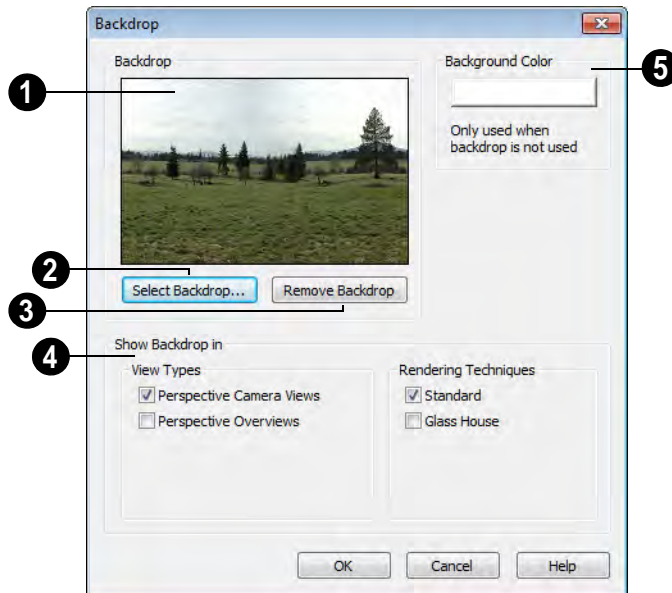 Backdrop
Backdrop
Background Color
1
5
Only used when
backdrop is not used
2
Select Backdrop...
Remove Backdrop
3
Show Backdrop in
4
View Types
Rendering Techniques
Perspective Camera Views
Standard
Perspective Overviews
Glass House
OK
Cancel
Help